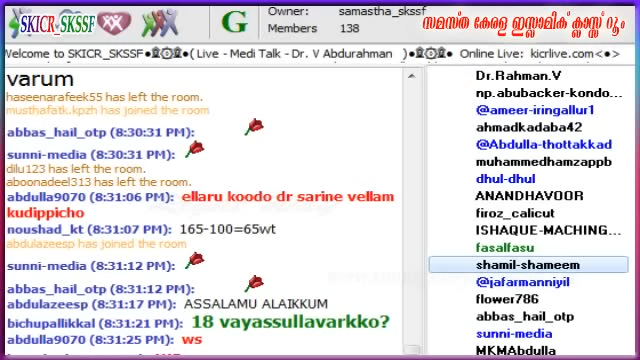 SKICR_SKSSF
G
Owner: samastha_skssf
Members 138
സമസ്ത കേരള ഇസ്ലാമിക് ക്ലാസ്സ് റൂം
Welcome to SKICR_SKSSF●۩۞۩●( Live - Medi Talk - Dr. V Abdurahman )●۩۞۩● Online Live: kicrlive.com<
varum
haseenarafeek55 has left the room.
musthafatk.kpzh has joined the room
abbas_hail_otp (8:30:31 PM):
sunni-media (8:30:31 PM):
dilu123 has left the room.
aboonadeel313 has left the room.
abdulla9070 (8:31:06 PM): ellaru koodo dr sarine vellam
kudippicho
noushad_kt (8:31:07 PM): 165-100=65wt
abdulazeesp has joined the room
sunni-media (8:31:12 PM):
abbas_hail_otp (8:31:12 PM):
abdulazeesp (8:31:17 PM): ASSALAMU ALAIKKUM
bichupallikkal (8:31:21 PM): 18 vayassullavarkko?
abdulla9070 (8:31:25 PM): ws
Dr.Rahman.V
np.abubacker-kondo...
@ameer-iringallur1
ahmadkadaba42
@Abdulla-thottakkad
muhammedhamzappb
dhul-dhul
ANANDHAVOOR
firoz_calicut
ISHAQUE-MACHING...
fasalfasu
shamil-shameem
@jafarmanniyil
flower786
abbas_hail_otp
sunni-media
MKMAbdulla